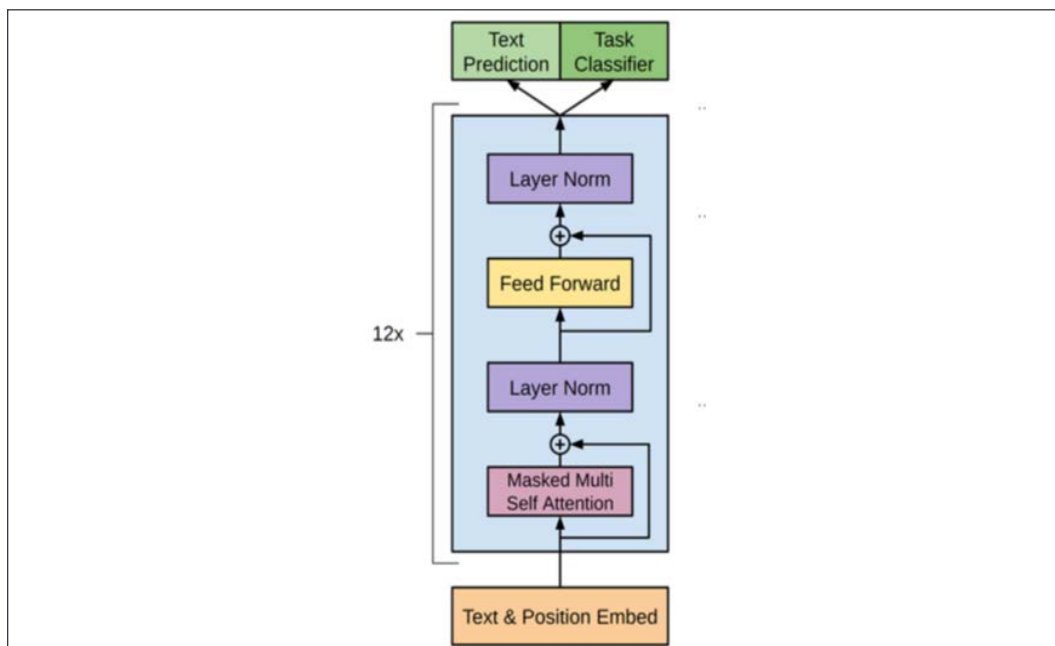 Text
Prediction
Task
Classifier
Layer Norm
Feed Forward
12x
Layer Norm
Masked Multi
Self Attention
Text & Position Embed